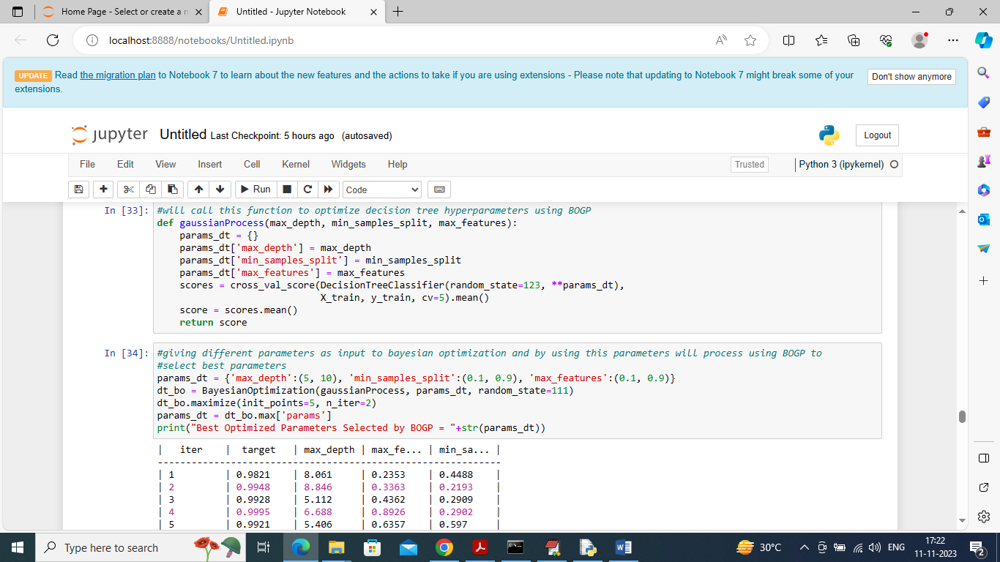 Home Page - Select or create a n
Untitled - Jupyter Notebook
localhost:8888/notebooks/Untitled.ipynb
UPDATE Read the migration plan to Notebook 7 to learn about the new features and the actions to take if you are using extensions - Please note that updating to Notebook 7 might break some of your
extensions.
Don't show anymore
jupyter Untitled Last Checkpoint: 5 hours ago (autosaved)
Logout
File Edit View Insert Cell Kernel Widgets Help
Trusted
Python 3 (ipykernel)
Run
Code
In [33]: #will call this function to optimize decision tree hyperparameters using BOGP
def gaussianProcess(max_depth, min_samples_split, max_features):
    params_dt = {}
    params_dt['max_depth'] = max_depth
    params_dt['min_samples_split'] = min_samples_split
    params_dt['max_features'] = max_features
    scores = cross_val_score(DecisionTreeClassifier(random_state=123, **params_dt),
                             X_train, y_train, cv=5).mean()
    score = scores.mean()
    return score
In [34]: #giving different parameters as input to bayesian optimization and by using this parameters will process using BOGP to
#select best parameters
params_dt = {'max_depth':(5, 10), 'min_samples_split':(0.1, 0.9), 'max_features':(0.1, 0.9)}
dt_bo = BayesianOptimization(gaussianProcess, params_dt, random_state=111)
dt_bo.maximize(init_points=5, n_iter=2)
params_dt = dt_bo.max['params']
print("Best Optimized Parameters Selected by BOGP = "+str(params_dt))
|   iter    |  target   | max_depth | max_fe... | min_sa... |
-------------------------------------------------------------
| 1         | 0.9821    | 8.061     | 0.2353    | 0.4488    |
| 2         | 0.9948    | 8.846     | 0.3363    | 0.2193    |
| 3         | 0.9928    | 5.112     | 0.4362    | 0.2909    |
| 4         | 0.9995    | 6.688     | 0.8926    | 0.2902    |
| 5         | 0.9921    | 5.406     | 0.6357    | 0.597     |
Type here to search
30°C
ENG
17:22
11-11-2023
2